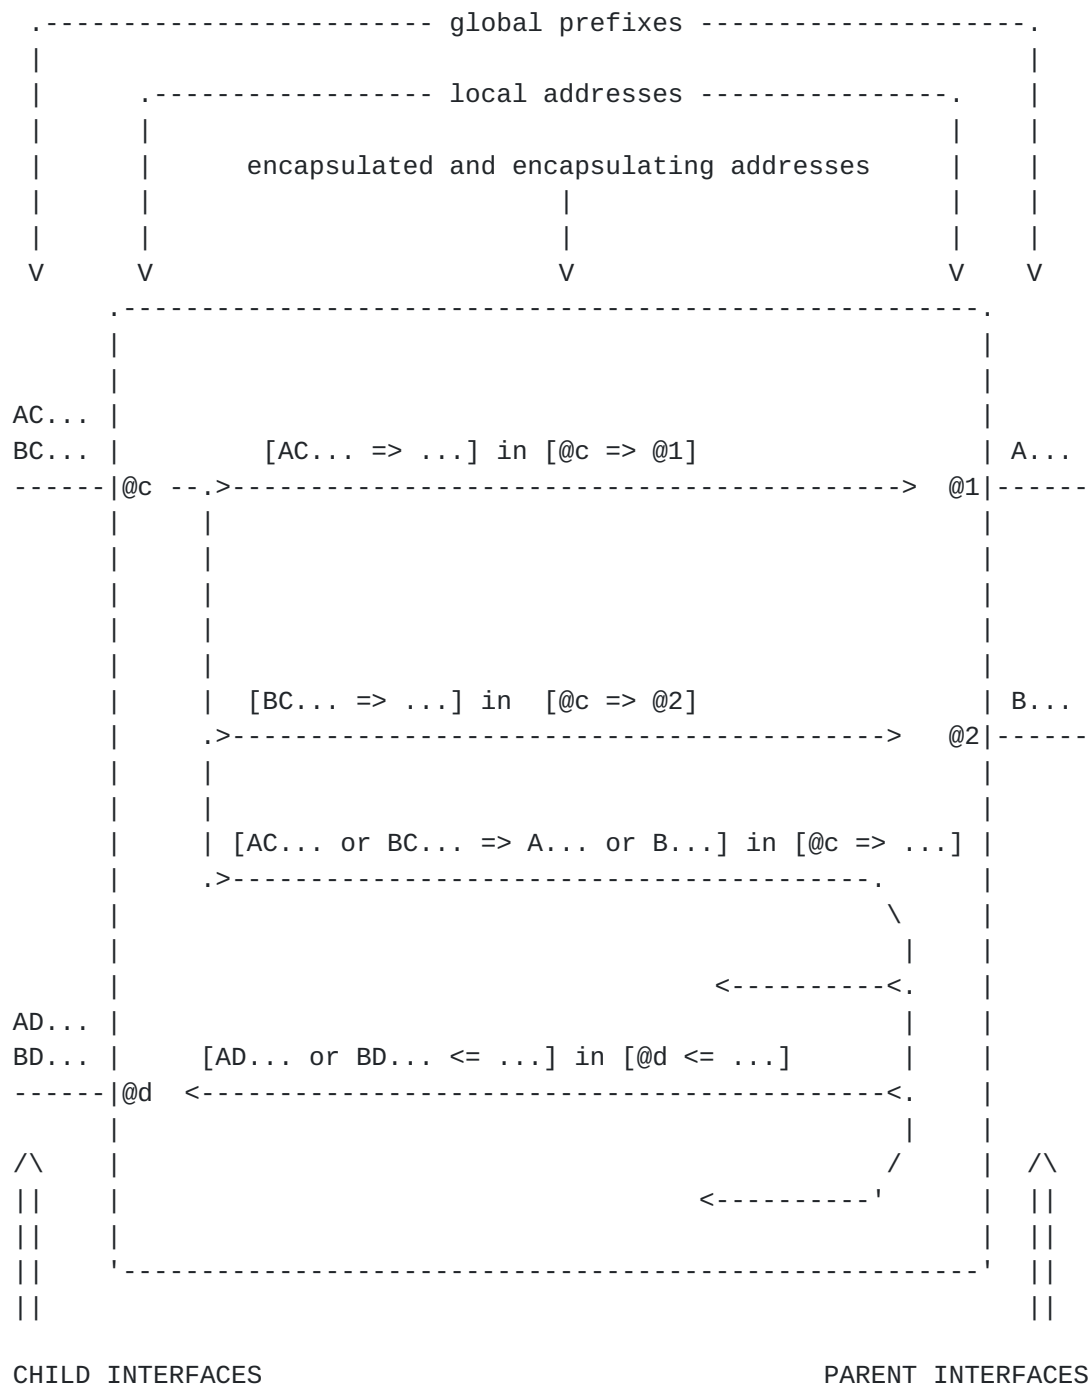 .------------------------- global prefixes ---------------------.
.------------------ local addresses ----------------.
encapsulated and encapsulating addresses
V V V V V
AC...
BC... [AC... => ...] in [@c => @1] A...
@c @1
[BC... => ...] in [@c => @2] B...
@2
[AC... or BC... => A... or B...] in [@c => ...]
AD...
BD... [AD... or BD... <= ...] in [@d <= ...]
@d
CHILD INTERFACES PARENT INTERFACES